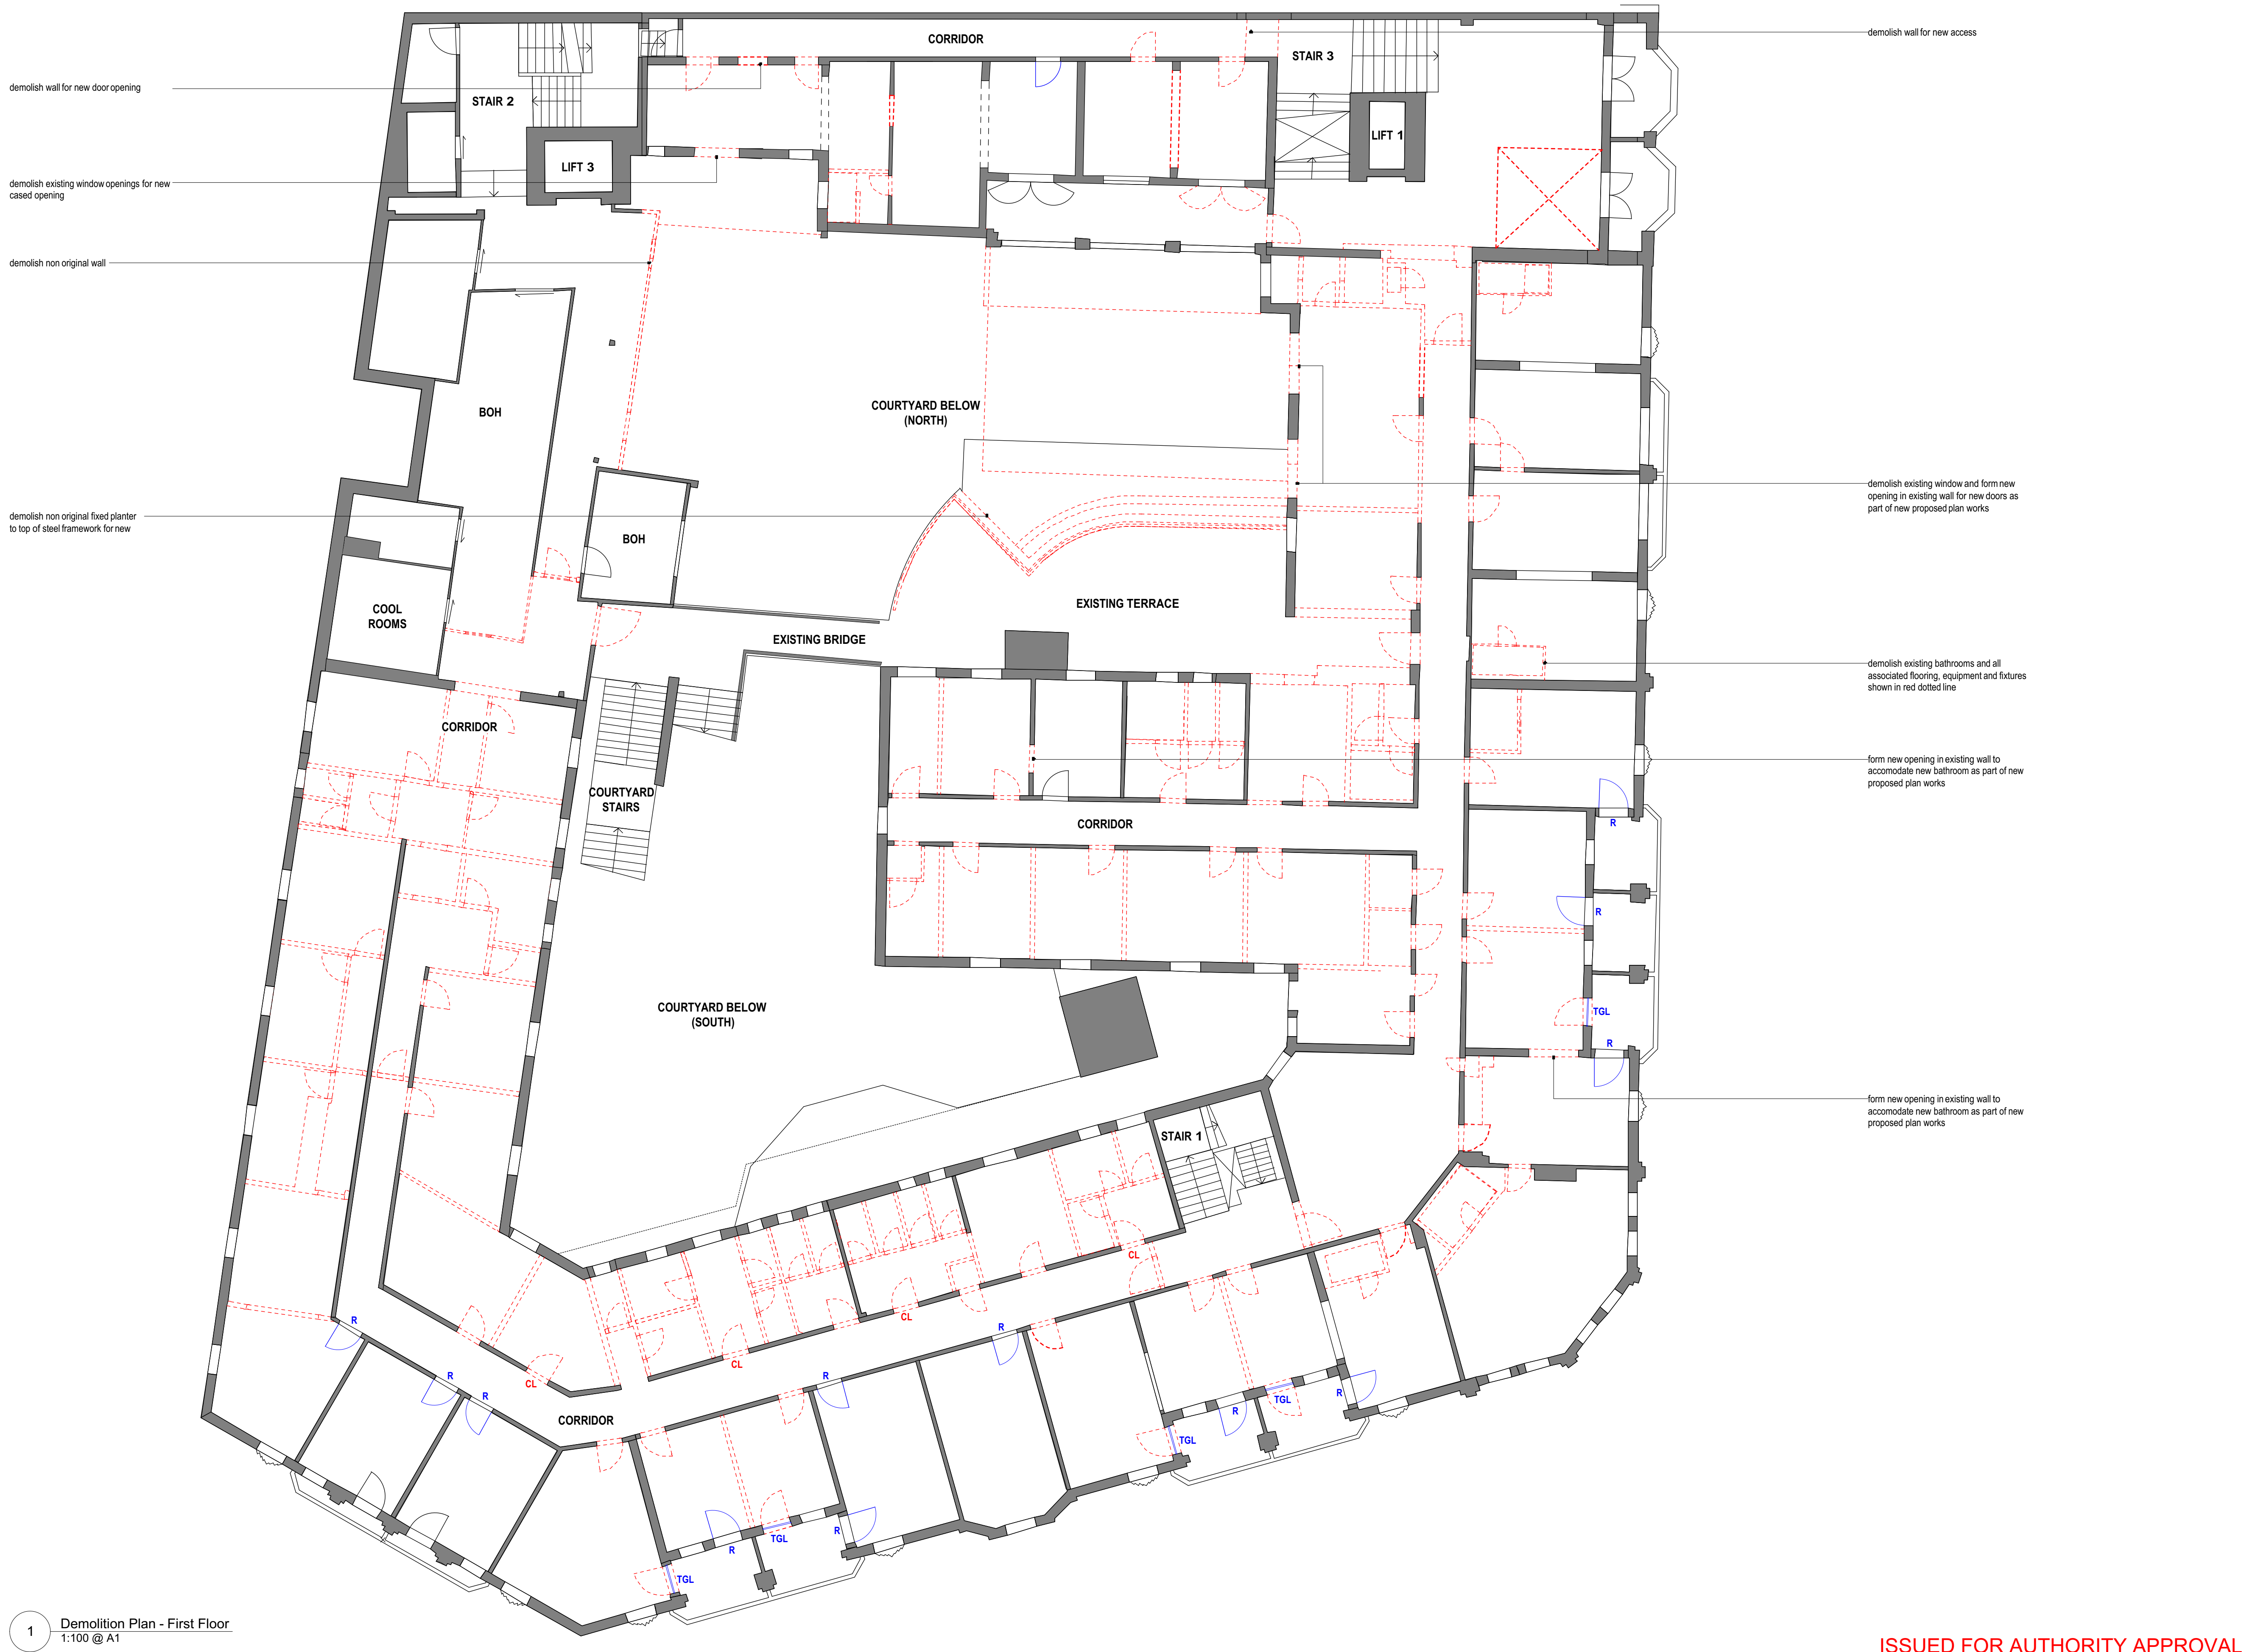 CORRIDOR
demolish wall for new access
STAIR 3
demolish wall for new door opening
STAIR 2
LIFT 1
LIFT 3
demolish existing window openings for new
cased opening
demolish non original wall
BOH
COURTYARD BELOW
(NORTH)
demolish existing window and form new
opening in existing wall for new doors as
part of new proposed plan works
demolish non original fixed planter
to top of steel framework for new
BOH
COOL
ROOMS
EXISTING TERRACE
EXISTING BRIDGE
demolish existing bathrooms and all
associated flooring, equipment and fixtures
shown in red dotted line
CORRIDOR
form new opening in existing wall to
accomodate new bathroom as part of new
proposed plan works
COURTYARD
STAIRS
CORRIDOR
R
R
COURTYARD BELOW
(SOUTH)
TGL
R
form new opening in existing wall to
accomodate new bathroom as part of new
proposed plan works
STAIR 1
CL
CL
R
R
CL
R
R
CL
R
R
TGL
R
R
CORRIDOR
TGL
R
TGL
R
TGL
1
Demolition Plan - First Floor
1:100 @ A1
ISSUED FOR AUTHORITY APPROVAL